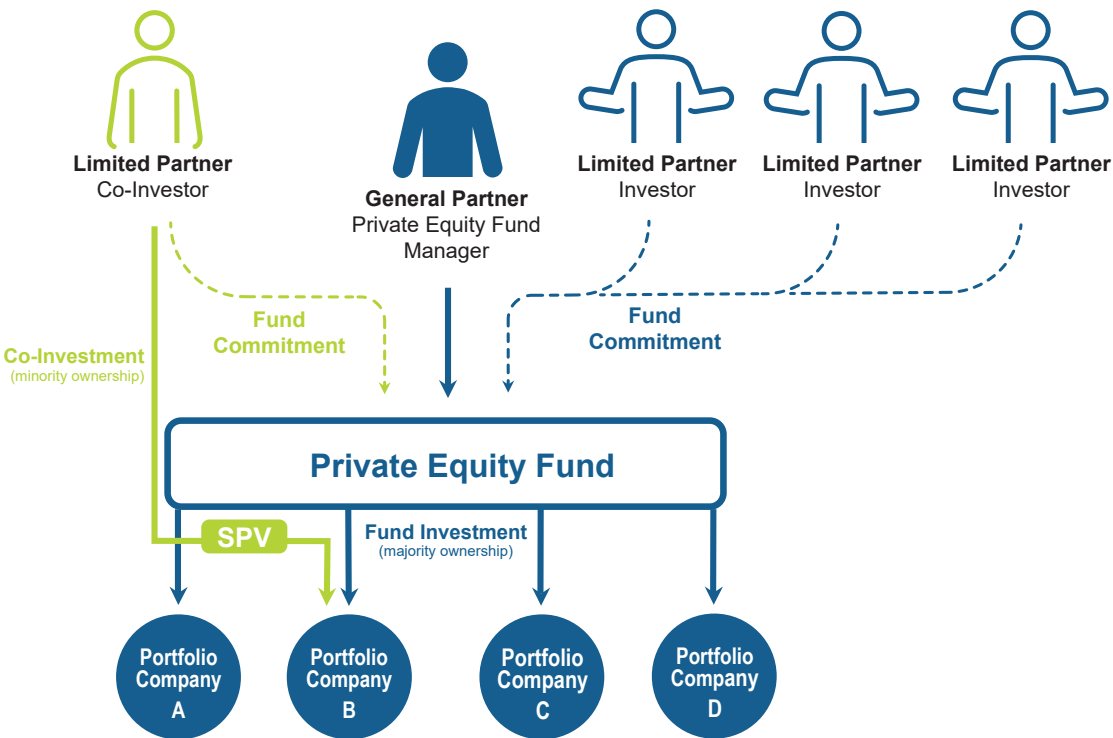 Limited Partner
Co-Investor
General Partner
Private Equity Fund
Manager
Limited Partner
Investor
Limited Partner
Investor
Limited Partner
Investor
Co-Investment
(minority ownership)
Fund
Commitment
Fund
Commitment
Private Equity Fund
SPV
Fund Investment
(majority ownership)
Portfolio
Company
A
Portfolio
Company
B
Portfolio
Company
C
Portfolio
Company
D